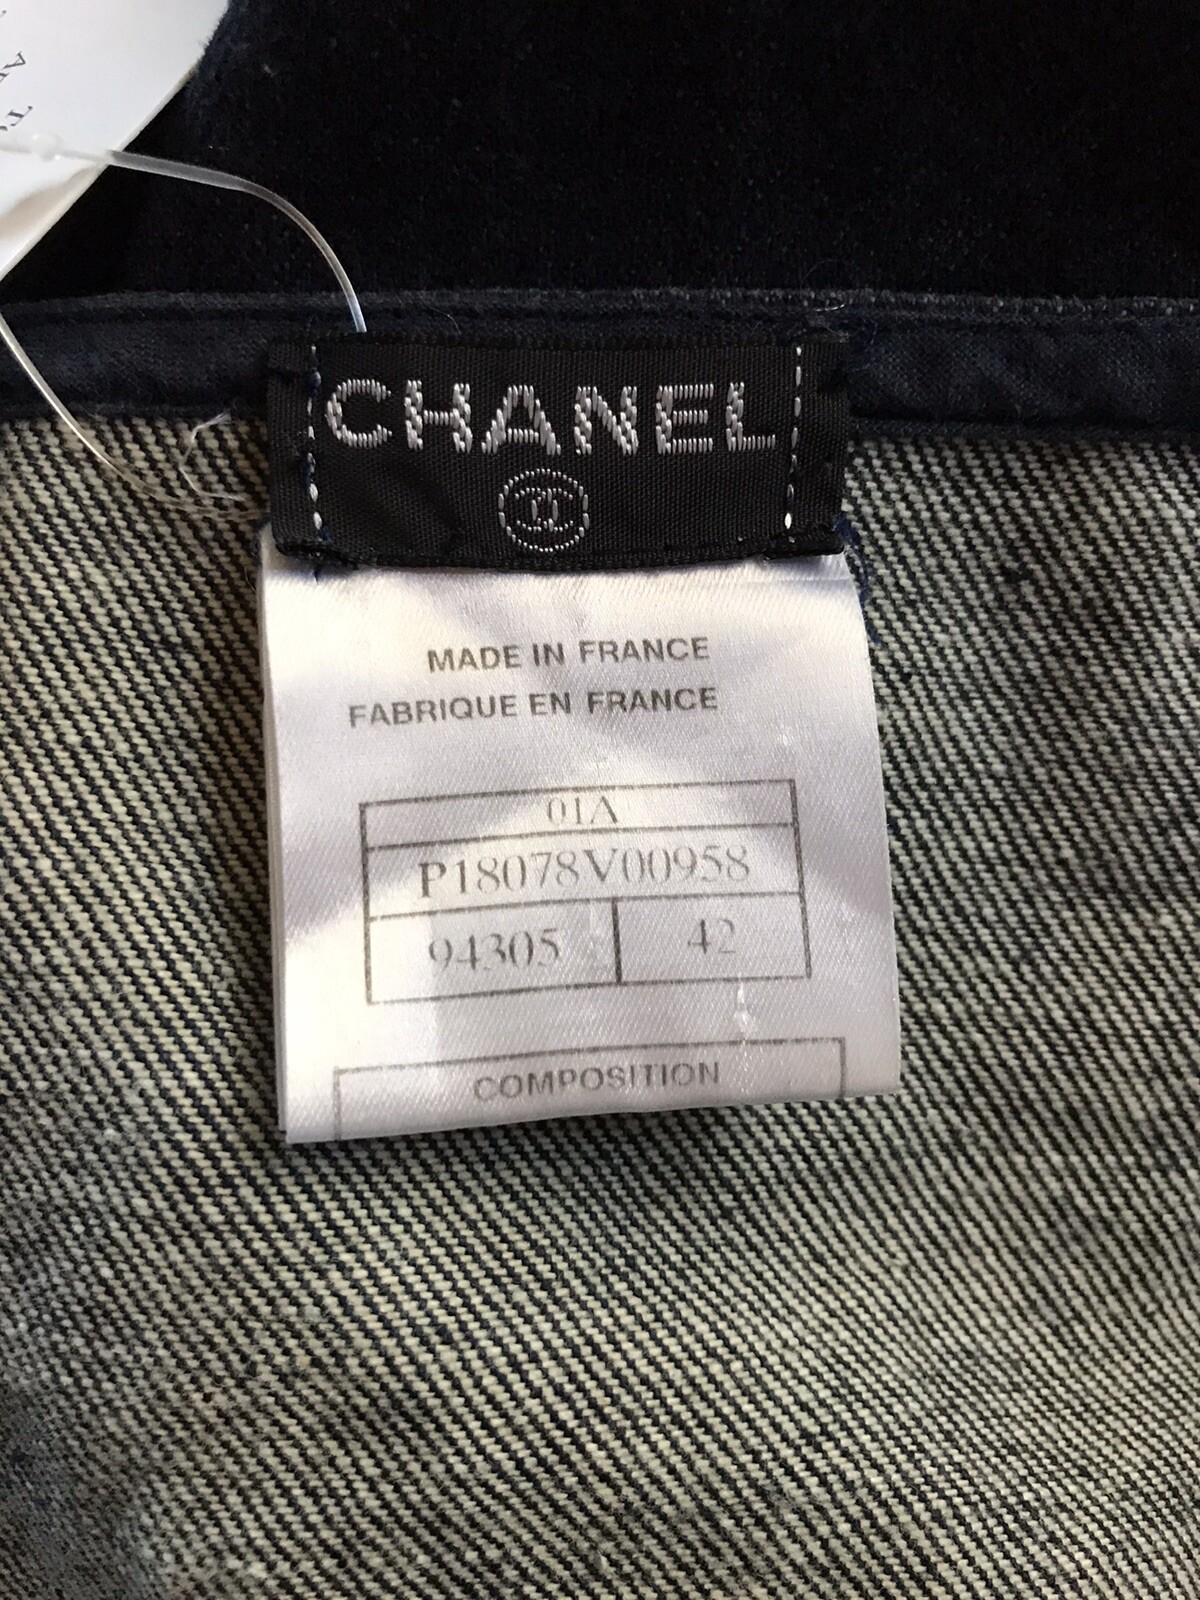 CHANEL
MADE IN FRANCE
FABRIQUE EN FRANCE
01A
P18078V00958
94305 42
COMPOSITION